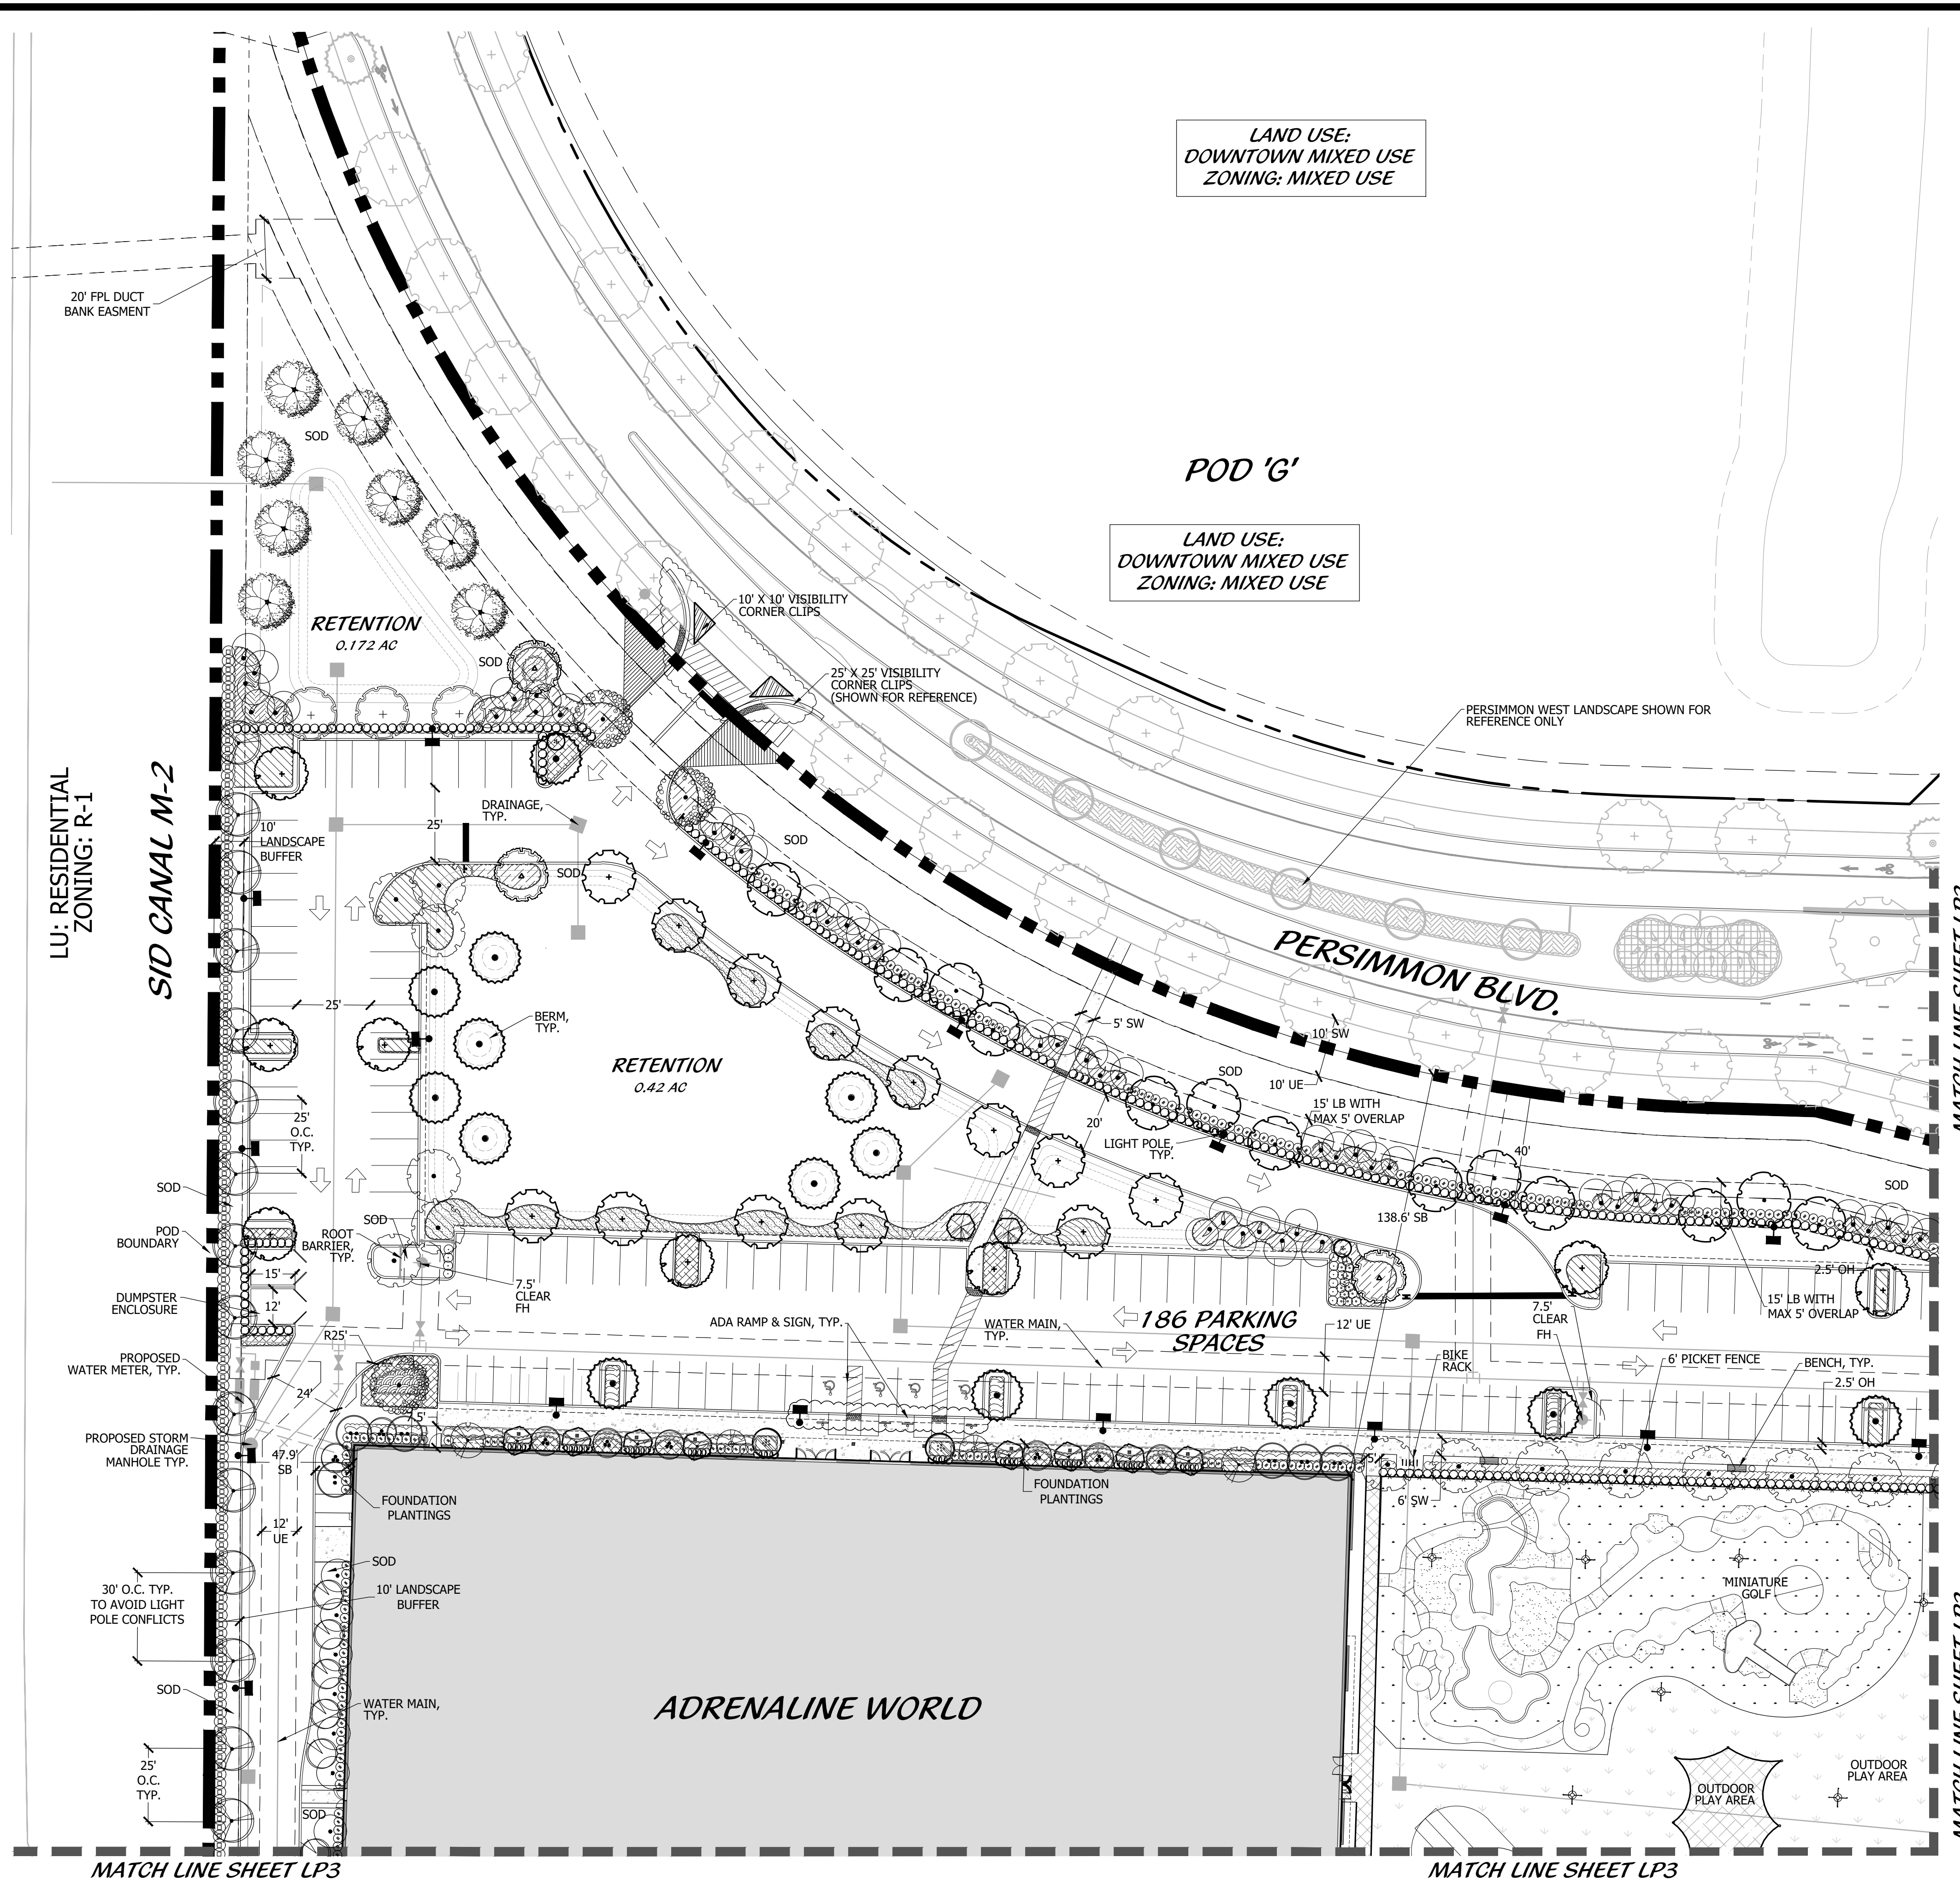 LAND USE:
DOWNTOWN MIXED USE
ZONING: MIXED USE
20' FPL DUCT
BANK EASMENT
SOD
POD 'G'
LAND USE:
DOWNTOWN MIXED USE
ZONING: MIXED USE
10' X 10' VISIBILITY
CORNER CLIPS
RETENTION
0.172 AC
SOD
25' X 25' VISIBILITY
CORNER CLIPS
(SHOWN FOR REFERENCE)
PERSIMMON WEST LANDSCAPE SHOWN FOR
REFERENCE ONLY
LU: RESIDENTIAL
ZONING: R-1
SID CANAL M-2
DRAINAGE,
TYP.
25'
10'
LANDSCAPE
BUFFER
SOD
SOD
PERSIMMON BLVD.
25'
BERM,
TYP.
5' SW
10' SW
RETENTION
0.42 AC
SOD
10' UE
15' LB WITH
MAX 5' OVERLAP
25'
O.C.
TYP.
20'
LIGHT POLE,
TYP.
40'
SOD
SOD
SOD
138.6' SB
POD
BOUNDARY
ROOT
BARRIER,
TYP.
15'
2.5' OH
7.5'
CLEAR
FH
DUMPSTER
ENCLOSURE
12'
7.5'
CLEAR
FH
15' LB WITH
MAX 5' OVERLAP
R25'
ADA RAMP & SIGN, TYP.
WATER MAIN,
TYP.
186 PARKING
SPACES
12' UE
BIKE
RACK
6' PICKET FENCE
BENCH, TYP.
2.5' OH
PROPOSED
WATER METER, TYP.
24'
5'
PROPOSED STORM
DRAINAGE
MANHOLE TYP.
47.9'
SB
5'
FOUNDATION
PLANTINGS
FOUNDATION
PLANTINGS
6' SW
12'
UE
SOD
30' O.C. TYP.
TO AVOID LIGHT
POLE CONFLICTS
10' LANDSCAPE
BUFFER
MINIATURE
GOLF
SOD
WATER MAIN,
TYP.
ADRENALINE WORLD
25'
O.C.
TYP.
OUTDOOR
PLAY AREA
OUTDOOR
PLAY AREA
SOD
MATCH LINE SHEET LP3
MATCH LINE SHEET LP3